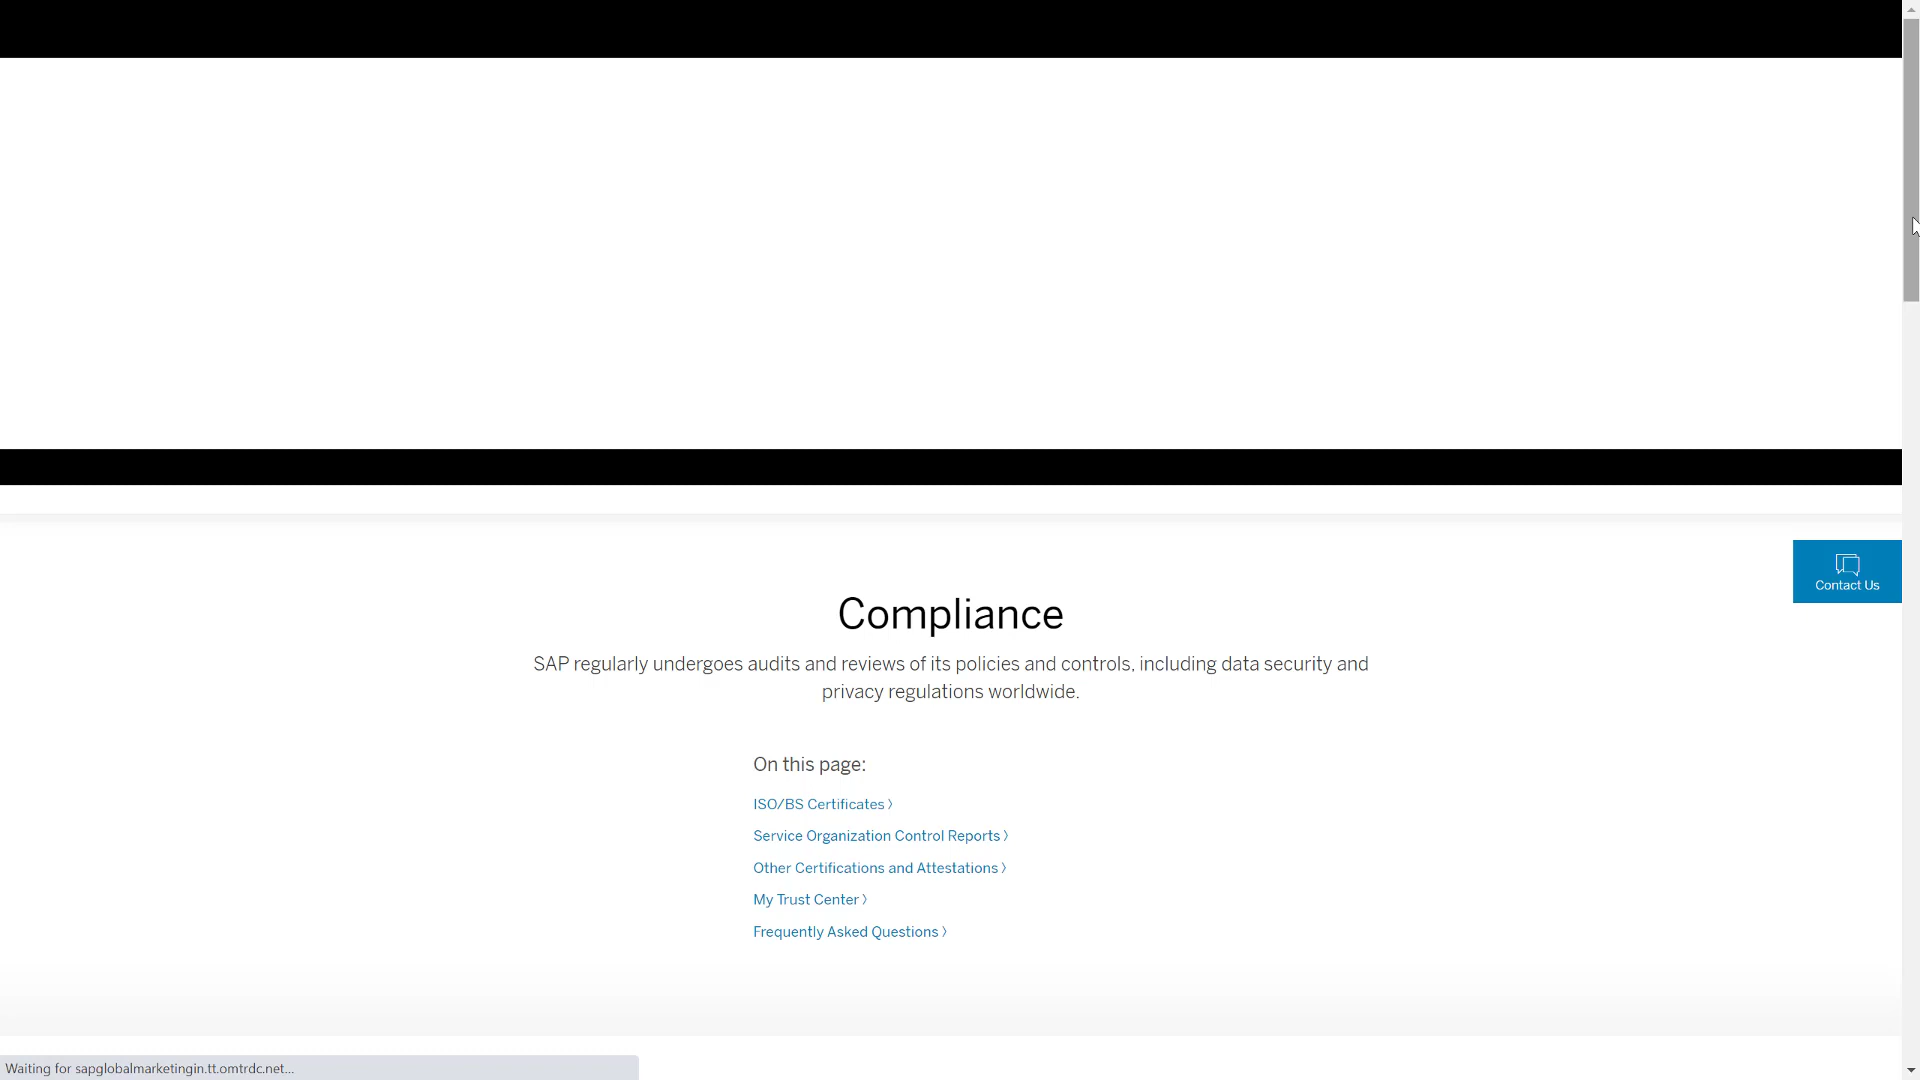 Contact Us
Compliance
SAP regularly undergoes audits and reviews of its policies and controls, including data security and
privacy regulations worldwide.
On this page:
ISO/BS Certificates
Service Organization Control Reports
Other Certifications and Attestations
My Trust Center
Frequently Asked Questions
Waiting for sapglobalmarketingin.tt.omtrdc.net...